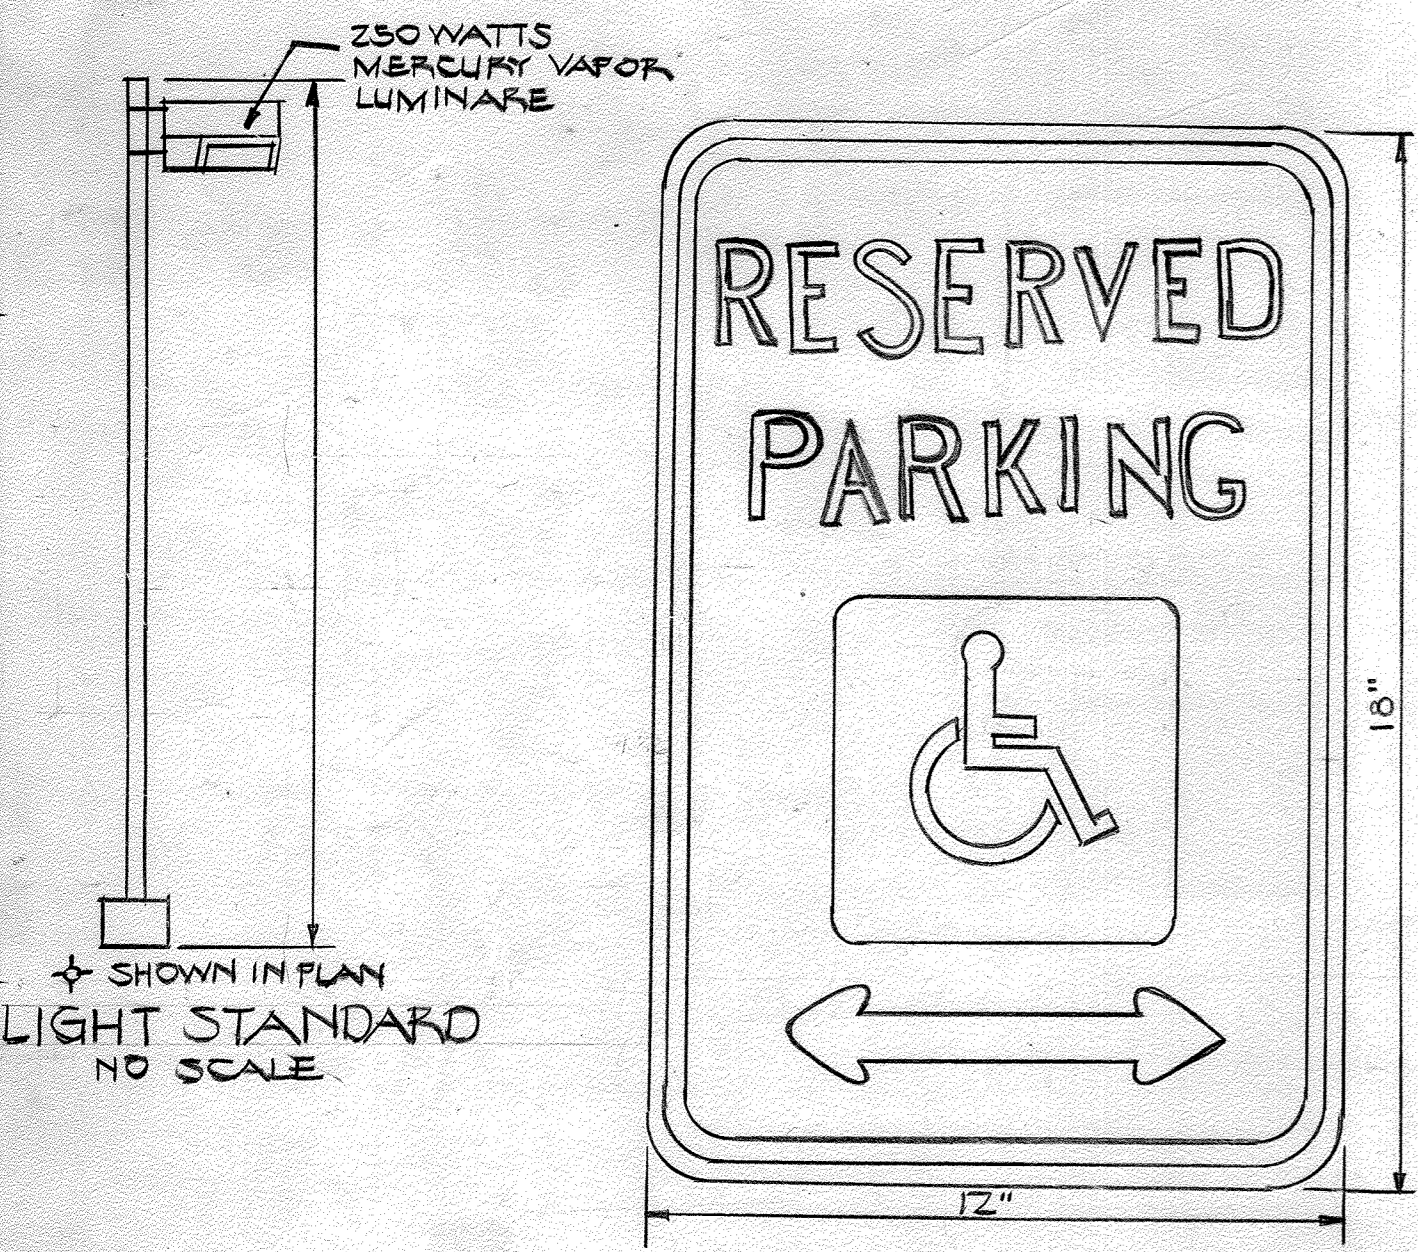 250 WATTS
MERCURY VAPOR
LUMINARE
SHOWN IN PLAN
LIGHT STANDARD
NO SCALE
RESERVED
PARKING
18"
12"